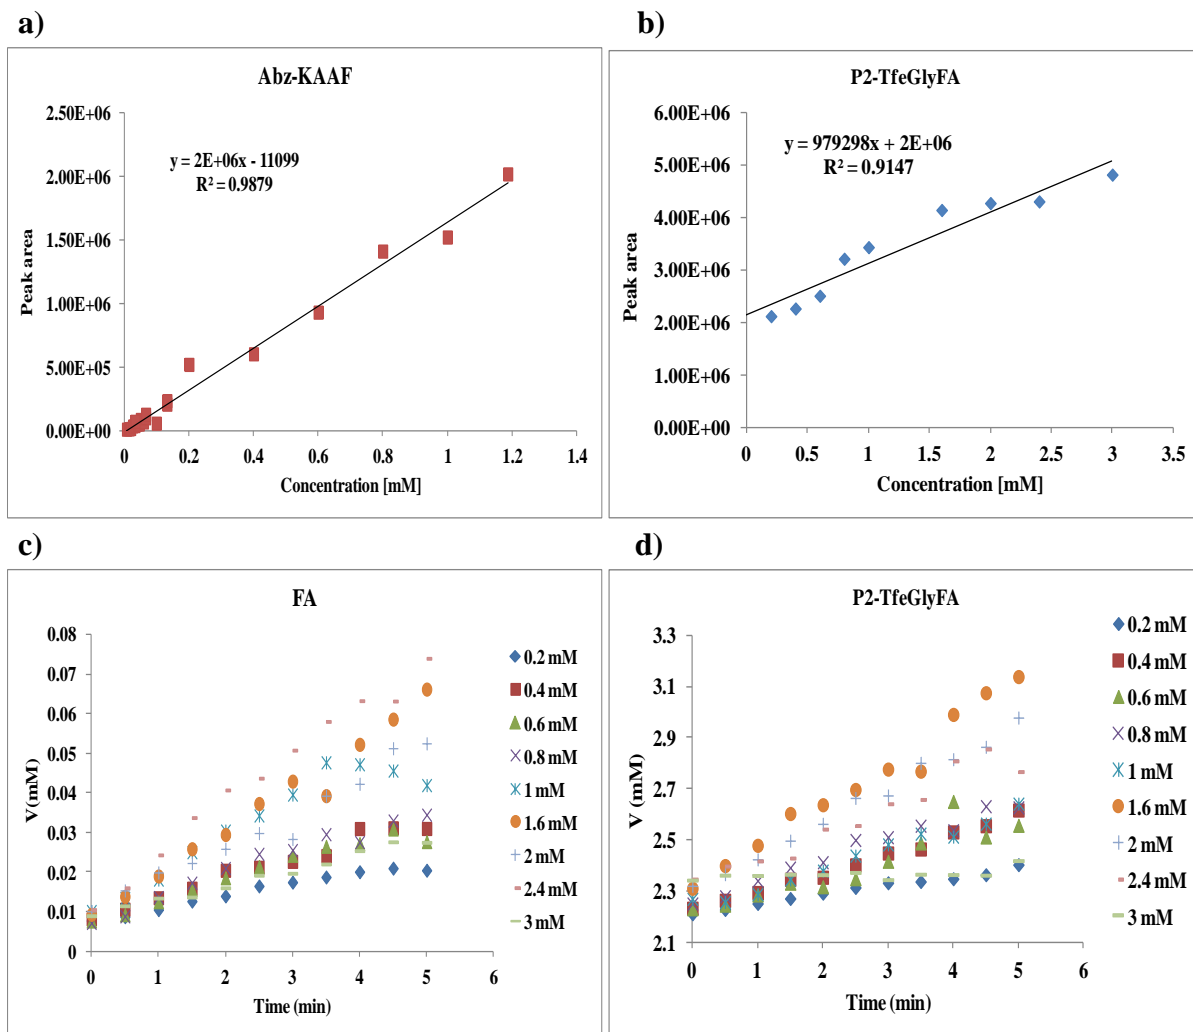 a)
Abz-KAAF
y = 2E+06x - 11099
R² = 0.9879
Peak area
2.50E+06
2.00E+06
1.50E+06
1.00E+06
5.00E+05
0.00E+00
0 0.2 0.4 0.6 0.8 1 1.2 1.4
Concentration [mM]
b)
P2-TfeGlyFA
y = 979298x + 2E+06
R² = 0.9147
Peak area
6.00E+06
5.00E+06
4.00E+06
3.00E+06
2.00E+06
1.00E+06
0.00E+00
0 0.5 1 1.5 2 2.5 3 3.5
Concentration [mM]
c)
FA
V(mM)
0.08
0.07
0.06
0.05
0.04
0.03
0.02
0.01
0
0 1 2 3 4 5 6
Time (min)
0.2 mM
0.4 mM
0.6 mM
0.8 mM
1 mM
1.6 mM
2 mM
2.4 mM
3 mM
d)
P2-TfeGlyFA
V (mM)
3.3
3.1
2.9
2.7
2.5
2.3
2.1
0 1 2 3 4 5 6
Time (min)
0.2 mM
0.4 mM
0.6 mM
0.8 mM
1 mM
1.6 mM
2 mM
2.4 mM
3 mM